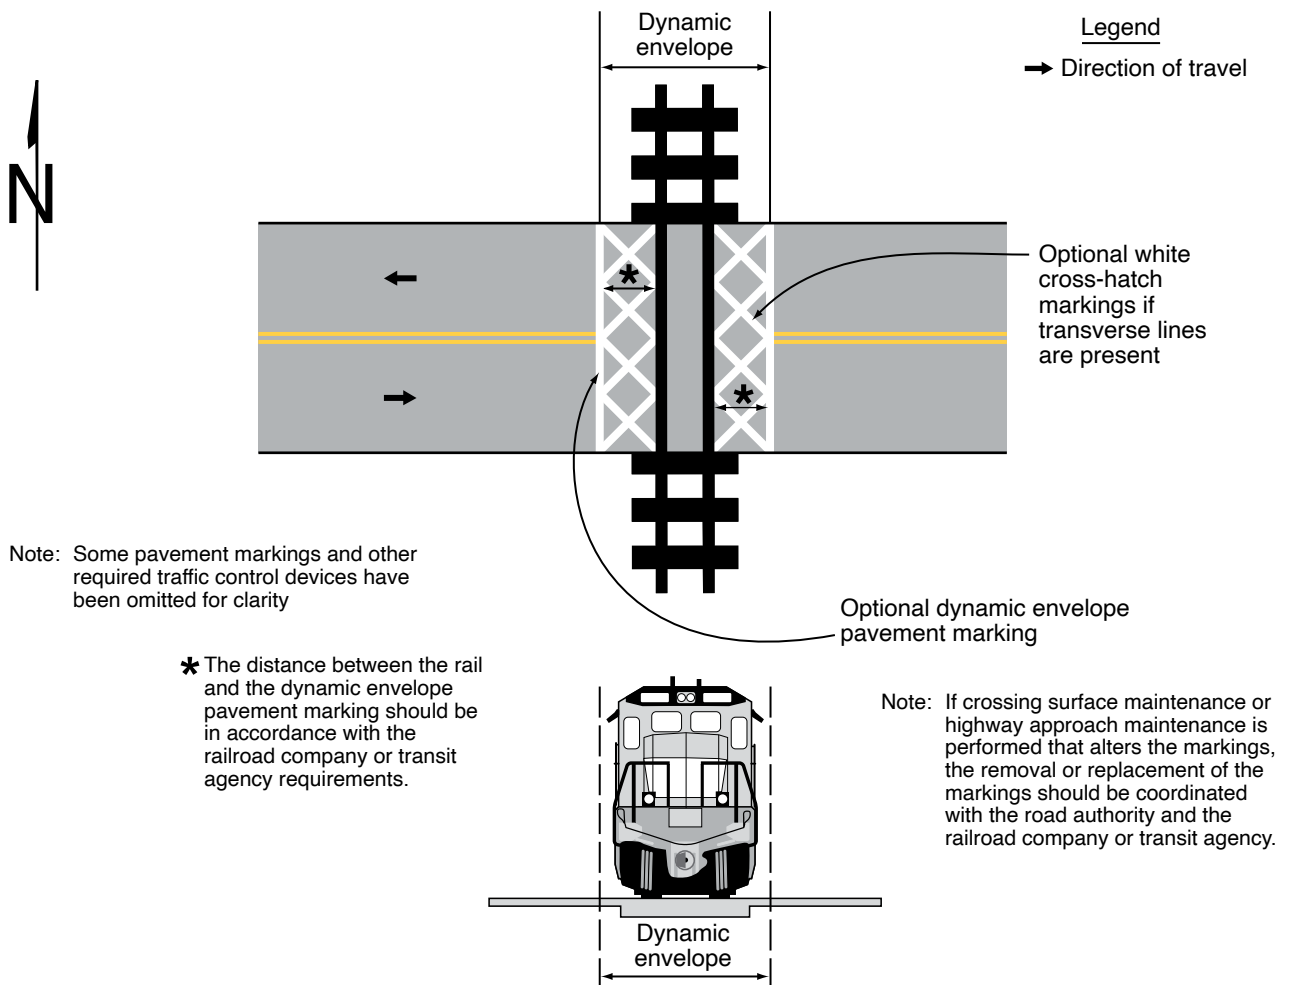 Dynamic
envelope
Legend
Direction of travel
N
*
Optional white
cross-hatch
markings if
transverse lines
are present
*
Note: Some pavement markings and other
required traffic control devices have
been omitted for clarity
Optional dynamic envelope
pavement marking
* The distance between the rail
and the dynamic envelope
pavement marking should be
in accordance with the
railroad company or transit
agency requirements.
Note: If crossing surface maintenance or
highway approach maintenance is
performed that alters the markings,
the removal or replacement of the
markings should be coordinated
with the road authority and the
railroad company or transit agency.
Dynamic
envelope